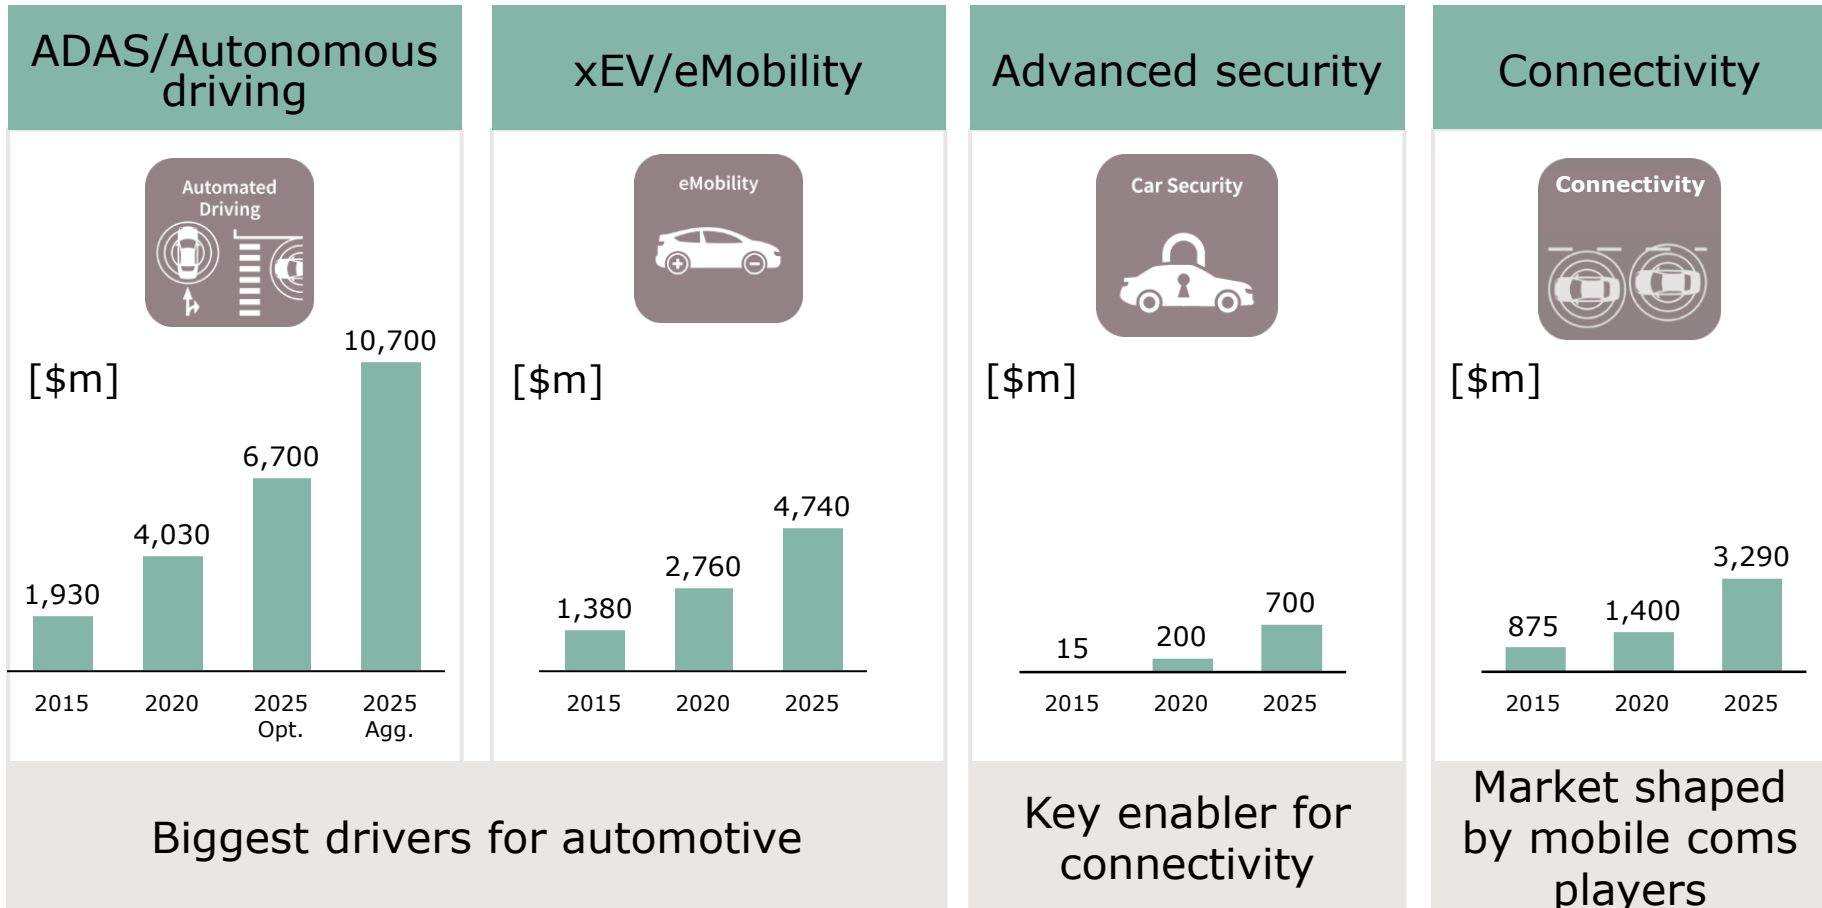 ADAS/Autonomous
driving
Automated
Driving
[$m]
10,700
6,700
4,030
1,930
2015 2020 2025 2025
Opt. Agg.
xEV/eMobility
eMobility
[$m]
4,740
2,760
1,380
2015 2020 2025
Biggest drivers for automotive
Advanced security
Car Security
[$m]
700
200
15
2015 2020 2025
Key enabler for
connectivity
Connectivity
Connectivity
[$m]
3,290
1,400
875
2015 2020 2025
Market shaped
by mobile coms
players